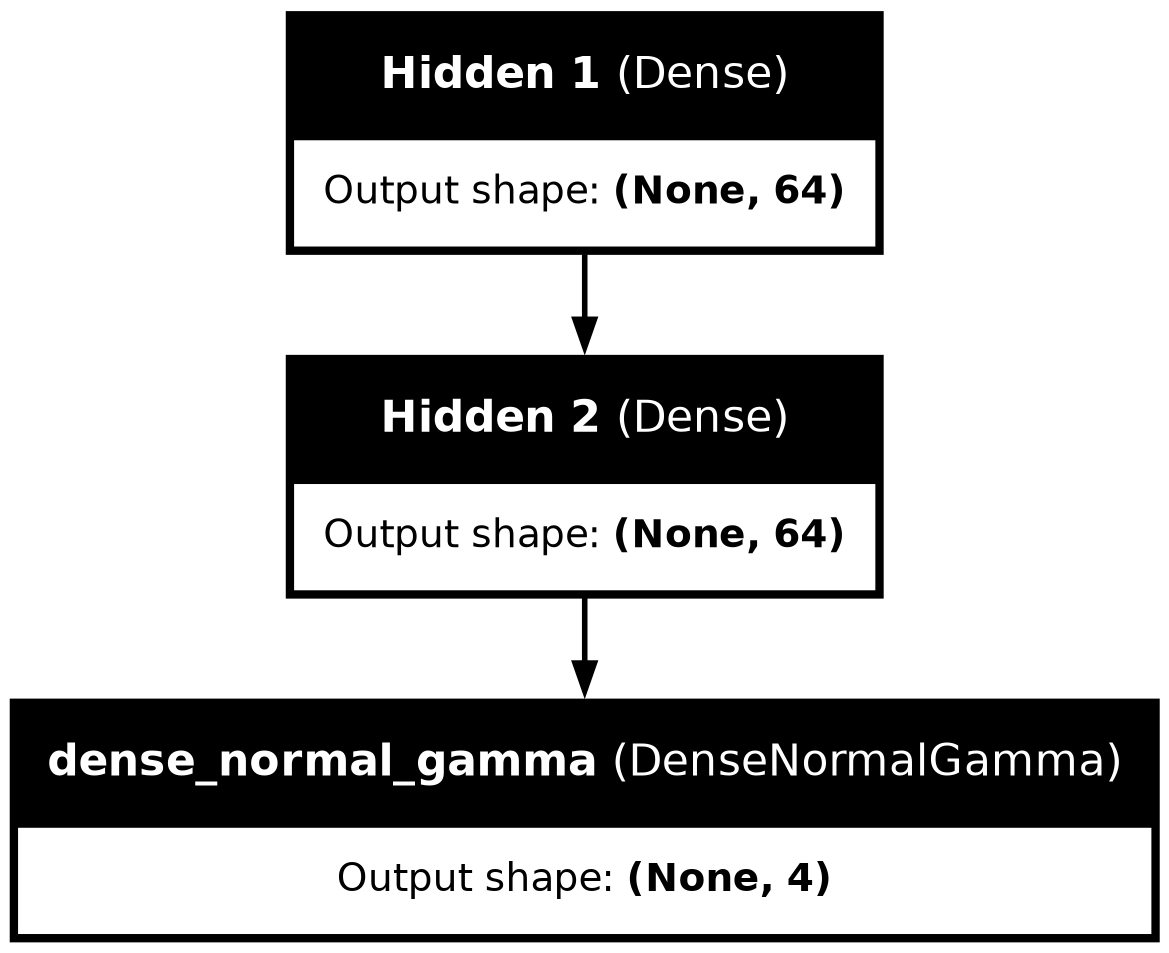 Hidden 1 (Dense)
Output shape: (None, 64)
Hidden 2 (Dense)
Output shape: (None, 64)
dense_normal_gamma (DenseNormalGamma)
Output shape: (None, 4)